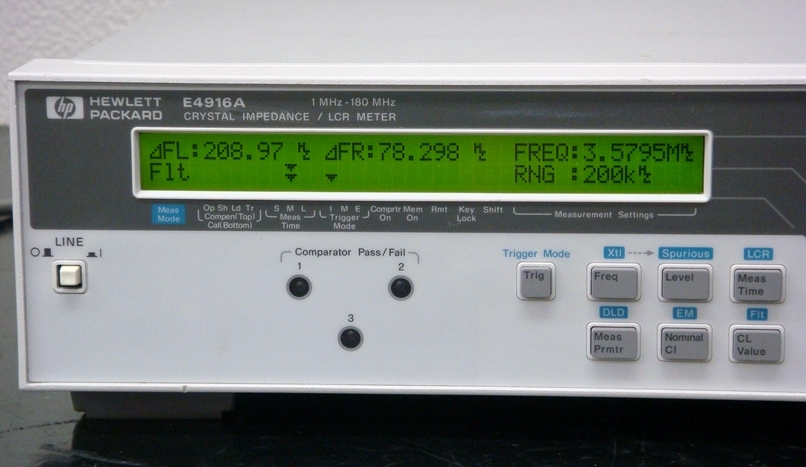 hp HEWLETT PACKARD E4916A 1 MHz - 180 MHz
CRYSTAL IMPEDANCE / LCR METER
⊿FL:208.97 Hz ⊿FR:78.298 Hz FREQ:3.5795MHz
Flt RNG :200kHz
Meas Mode
Op Sh Ld Tr
(Compen(Top)
Call Bottom)
S M L
Meas Time
I M E
Trigger Mode
Comprtr On
Mem On
Rmt
Key Lock
Shift
Measurement Settings
LINE
Comparator Pass/Fail
1 2
3
Trigger Mode
Xtl ----> Spurious
LCR
Trig
Freq
Level
Meas Time
DLD
EM
Flt
Meas Prmtr
Nominal CI
CL Value